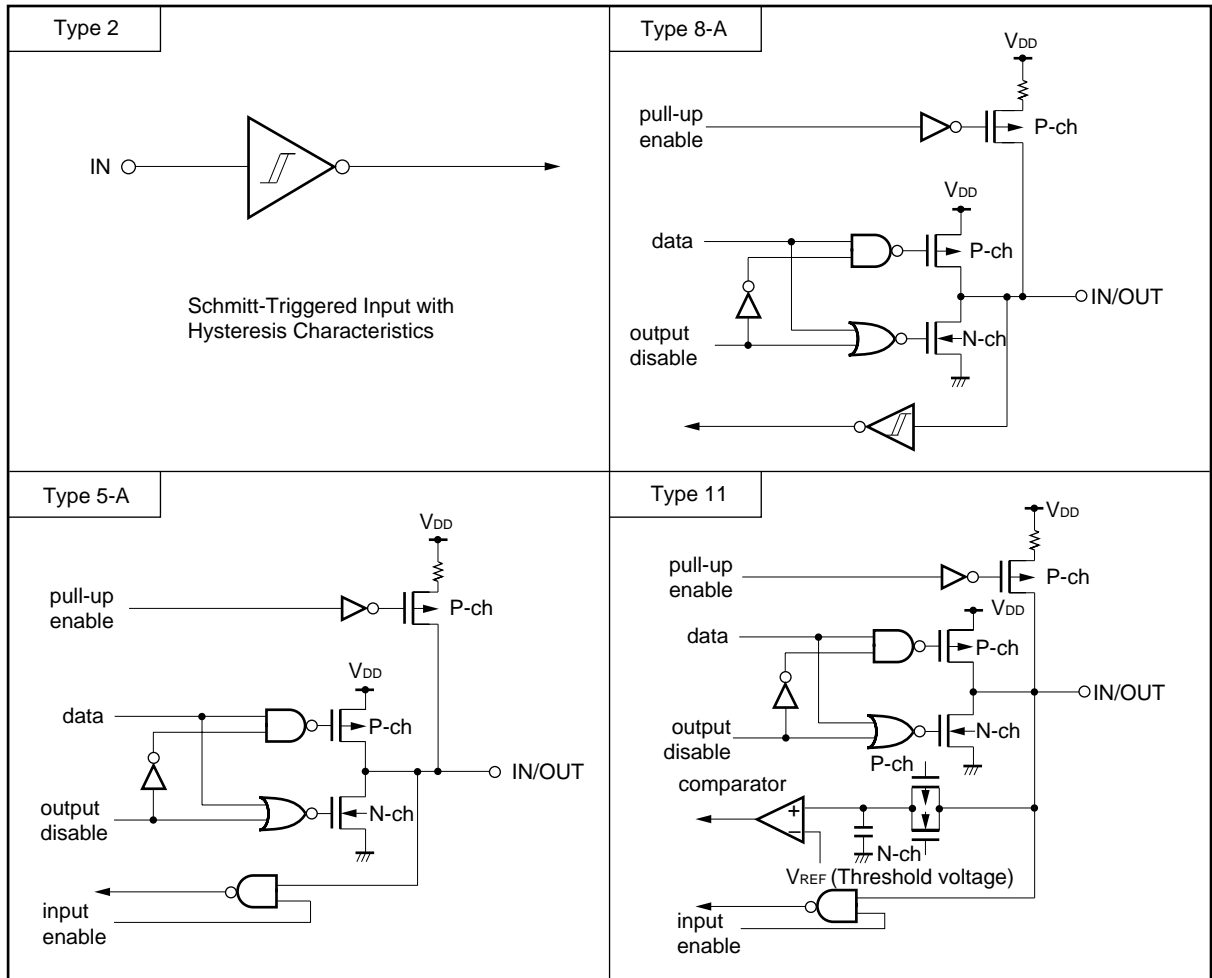 Type 2
IN
Schmitt-Triggered Input with
Hysteresis Characteristics
Type 8-A
VDD
pull-up
enable
P-ch
VDD
data
P-ch
IN/OUT
output
disable
N-ch
Type 5-A
VDD
pull-up
enable
P-ch
VDD
data
P-ch
IN/OUT
output
disable
N-ch
input
enable
Type 11
VDD
pull-up
enable
P-ch
VDD
data
P-ch
IN/OUT
output
disable
N-ch
P-ch
comparator
+
−
N-ch
VREF (Threshold voltage)
input
enable